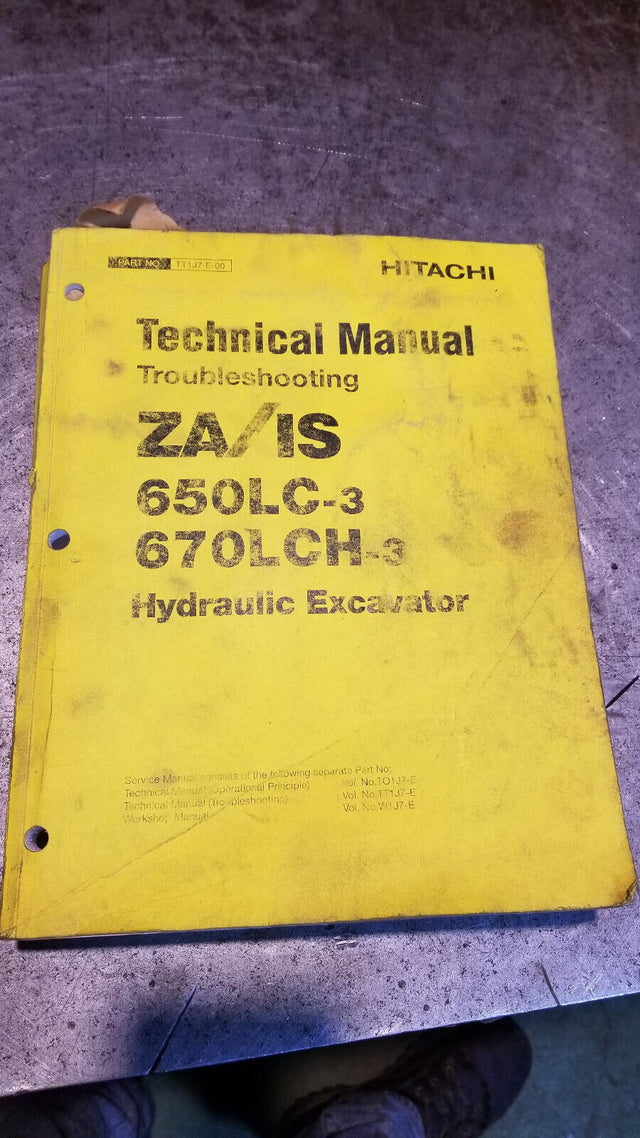 PART NO. TT1J7-E-00
HITACHI
Technical Manual
Troubleshooting
ZA/IS
650LC-3
670LCH-3
Hydraulic Excavator
Service Manual consists of the following separate Part No;
Technical Manual (Operational Principle) Vol. No.TO1J7-E
Technical Manual (Troubleshooting) Vol. No.TT1J7-E
Workshop Manual Vol. No.W1J7-E